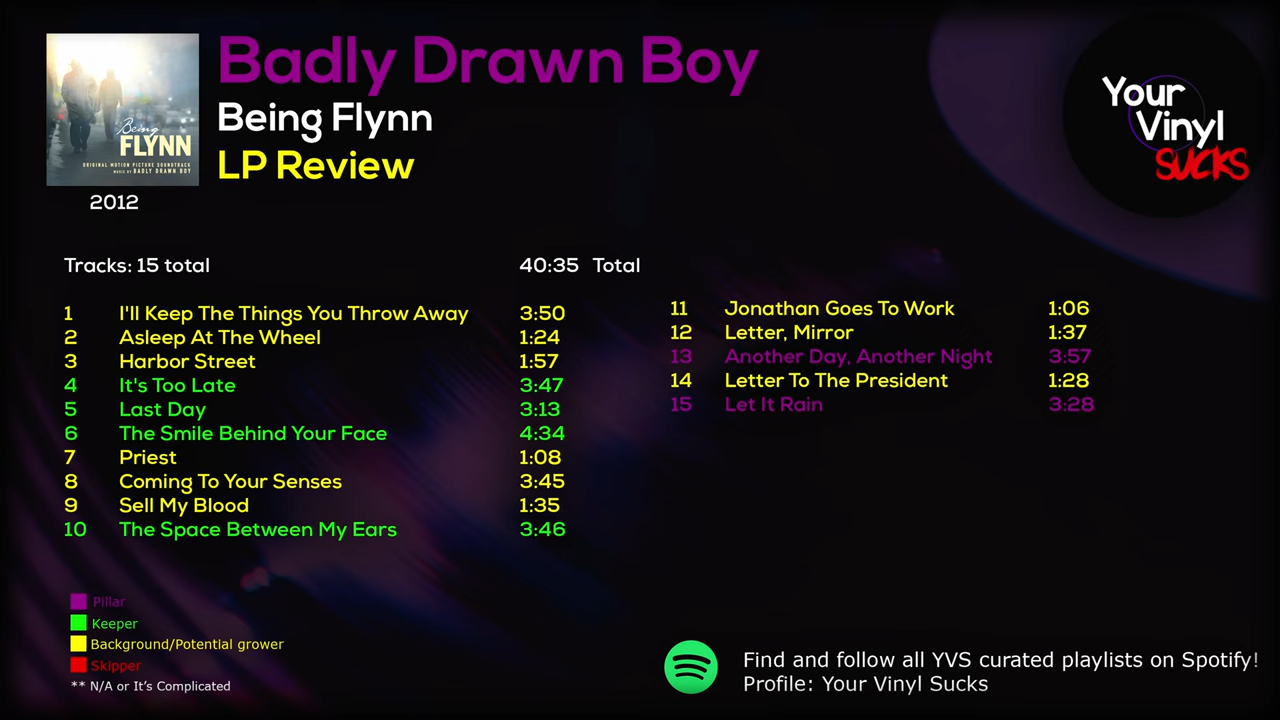 Badly Drawn Boy
Being Flynn
LP Review
Being
FLYNN
ORIGINAL MOTION PICTURE SOUNDTRACK
MUSIC BY BADLY DRAWN BOY
2012
Your
Vinyl
SUCKS
Tracks: 15 total 40:35 Total
1 I'll Keep The Things You Throw Away 3:50
2 Asleep At The Wheel 1:24
3 Harbor Street 1:57
4 It's Too Late 3:47
5 Last Day 3:13
6 The Smile Behind Your Face 4:34
7 Priest 1:08
8 Coming To Your Senses 3:45
9 Sell My Blood 1:35
10 The Space Between My Ears 3:46
11 Jonathan Goes To Work 1:06
12 Letter, Mirror 1:37
13 Another Day, Another Night 3:57
14 Letter To The President 1:28
15 Let It Rain 3:28
Pillar
Keeper
Background/Potential grower
Skipper
** N/A or It's Complicated
Find and follow all YVS curated playlists on Spotify!
Profile: Your Vinyl Sucks